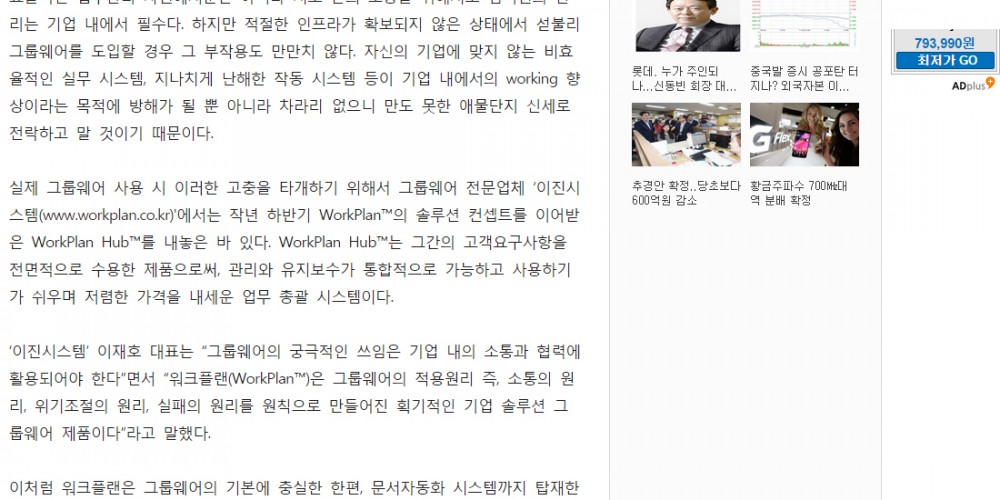 리는 기업 내에서 필수다. 하지만 적절한 인프라가 확보되지 않은 상태에서 섣불리
그룹웨어를 도입할 경우 그 부작용도 만만치 않다. 자신의 기업에 맞지 않는 비효
율적인 실무 시스템, 지나치게 난해한 작동 시스템 등이 기업 내에서의 working 향
상이라는 목적에 방해가 될 뿐 아니라 차라리 없으니 만도 못한 애물단지 신세로
전락하고 말 것이기 때문이다.
실제 그룹웨어 사용 시 이러한 고충을 타개하기 위해서 그룹웨어 전문업체 ‘이진시
스템(www.workplan.co.kr)'에서는 작년 하반기 WorkPlan™의 솔루션 컨셉트를 이어받
은 WorkPlan Hub™를 내놓은 바 있다. WorkPlan Hub™는 그간의 고객요구사항을
전면적으로 수용한 제품으로써, 관리와 유지보수가 통합적으로 가능하고 사용하기
가 쉬우며 저렴한 가격을 내세운 업무 총괄 시스템이다.
‘이진시스템’ 이재호 대표는 “그룹웨어의 궁극적인 쓰임은 기업 내의 소통과 협력에
활용되어야 한다”면서 “워크플랜(WorkPlan™)은 그룹웨어의 적용원리 즉, 소통의 원
리, 위기조절의 원리, 실패의 원리를 원칙으로 만들어진 획기적인 기업 솔루션 그
룹웨어 제품이다”라고 말했다.
이처럼 워크플랜은 그룹웨어의 기본에 충실한 한편, 문서자동화 시스템까지 탑재한
롯데, 누가 주인되
나...신동빈 회장 대...
중국발 증시 공포탄 터
지나? 외국자본 이...
G Flex
추경안 확정..당초보다
600억원 감소
황금주파수 700㎒대
역 분배 확정
793,990원
최저가 GO
ADplus+